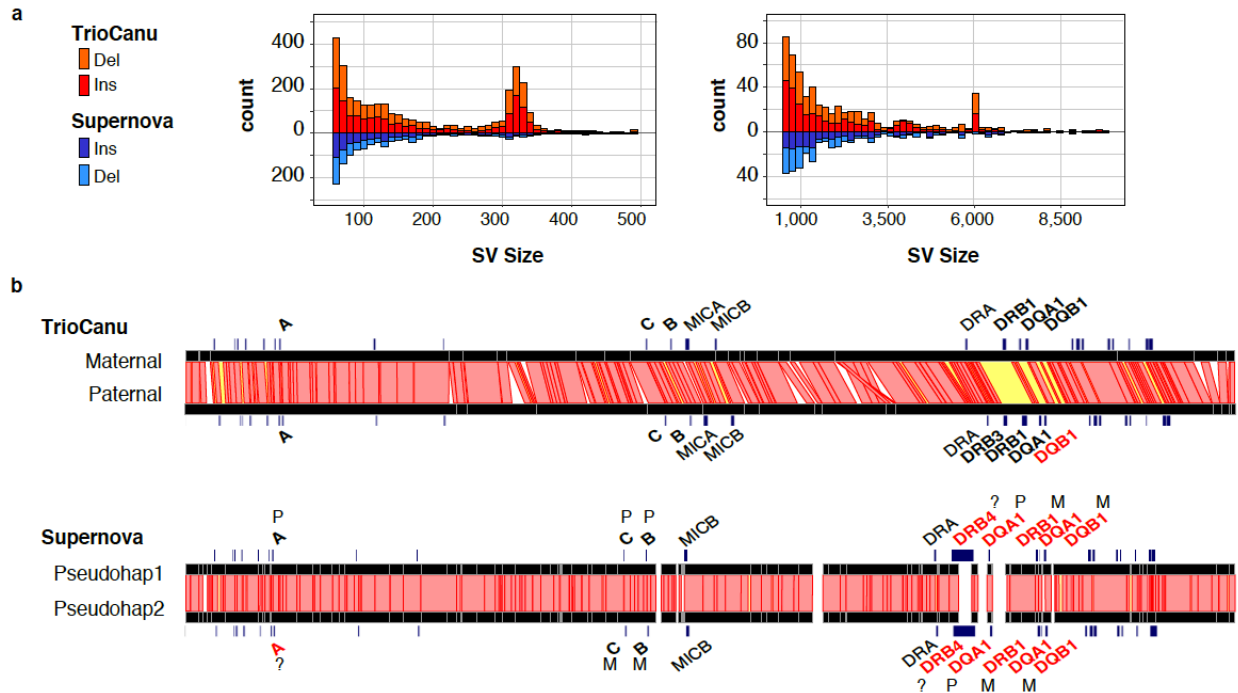 a
TrioCanu
Del
Ins
Supernova
Ins
Del
count
400
200
0
200
100
200
300
400
500
SV Size
count
80
40
0
40
1,000
3,500
6,000
8,500
SV Size
b
TrioCanu
A
C
B
MICA
MICB
DRA
DRB1
DQA1
DQB1
Maternal
Paternal
A
C
B
MICA
MICB
DRA
DRB3
DRB1
DQA1
DQB1
? P M M
P P P
Supernova
A
C
B
MICB
DRA
DRB4
DQA1
DRB1
DQA1
DQB1
Pseudohap1
Pseudohap2
A
C
B
MICB
DRA
DRB4
DQA1
DRB1
DQA1
DQB1
? M M
? P M M